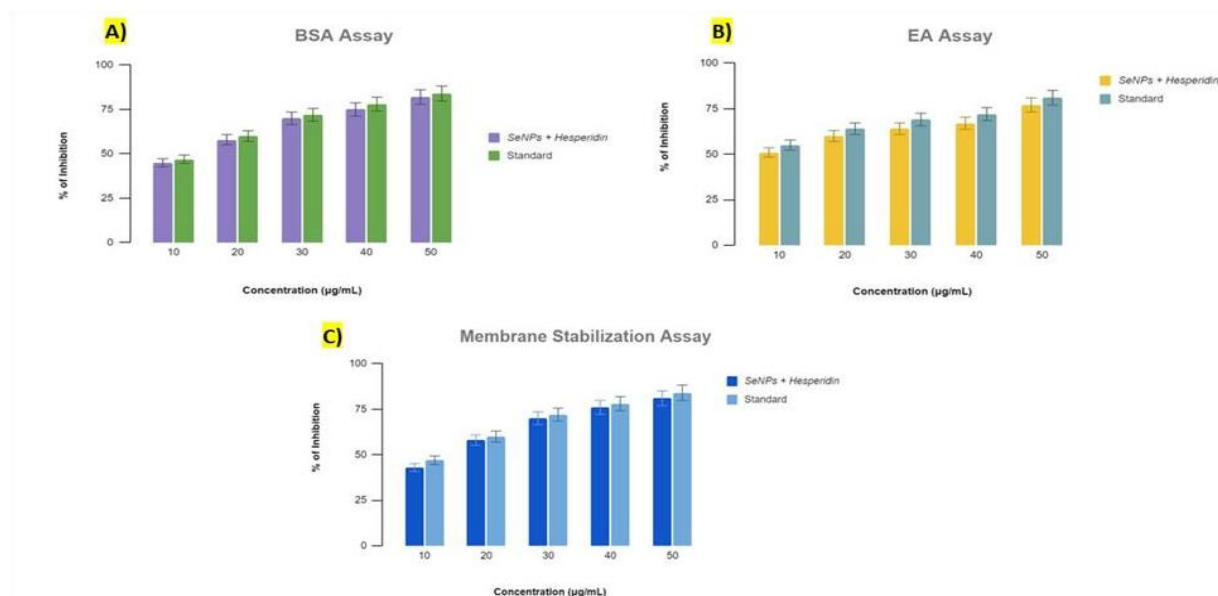 A)
BSA Assay
100
75
50
25
0
% of Inhibition
10 20 30 40 50
Concentration (µg/mL)
SeNPs + Hesperidin
Standard
B)
EA Assay
100
75
50
25
0
% of Inhibition
10 20 30 40 50
Concentration (µg/mL)
SeNPs + Hesperidin
Standard
C)
Membrane Stabilization Assay
100
75
50
25
0
% of Inhibition
10 20 30 40 50
Concentration (µg/mL)
SeNPs + Hesperidin
Standard